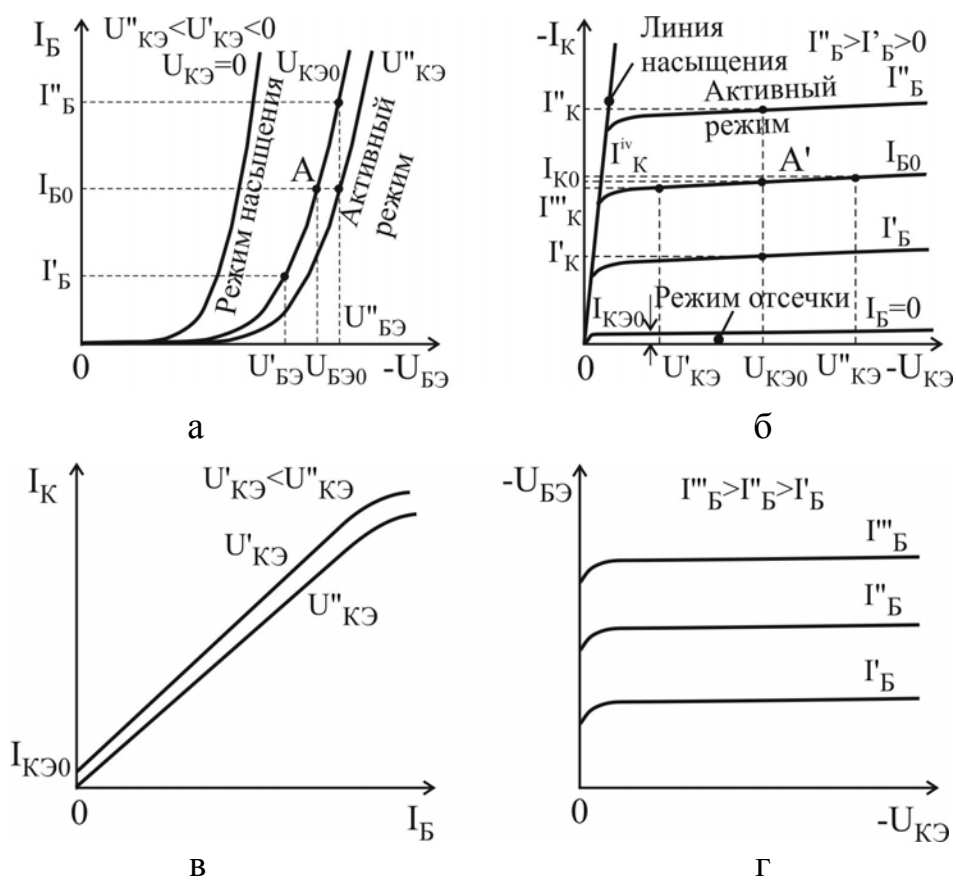 I_Б
U''_КЭ<U'_КЭ<0
U_КЭ=0
U_КЭ0
U''_КЭ
I''_Б
I_Б0
I'_Б
A
Режим насыщения
Активный
режим
U''_БЭ
0
U'_БЭ
U_БЭ0
-U_БЭ
а
-I_К
Линия
насыщения
I''_Б>I'_Б>0
I''_Б
Активный
режим
I''_К
I^iv_К
A'
I_Б0
I_К0
I'''_К
I'_К
I'_Б
I_КЭ0
Режим отсечки
I_Б=0
0
U'_КЭ
U_КЭ0
U''_КЭ
-U_КЭ
б
I_К
U'_КЭ<U''_КЭ
U'_КЭ
U''_КЭ
I_КЭ0
0
I_Б
в
-U_БЭ
I'''_Б>I''_Б>I'_Б
I'''_Б
I''_Б
I'_Б
0
-U_КЭ
г